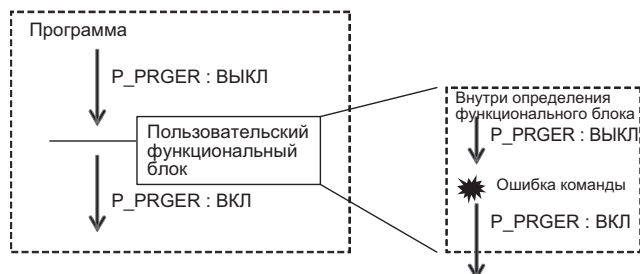 Программа
P_PRGER : ВЫКЛ
Пользовательский
функциональный
блок
P_PRGER : ВКЛ
Внутри определения
функционального блока
P_PRGER : ВЫКЛ
Ошибка команды
P_PRGER : ВКЛ